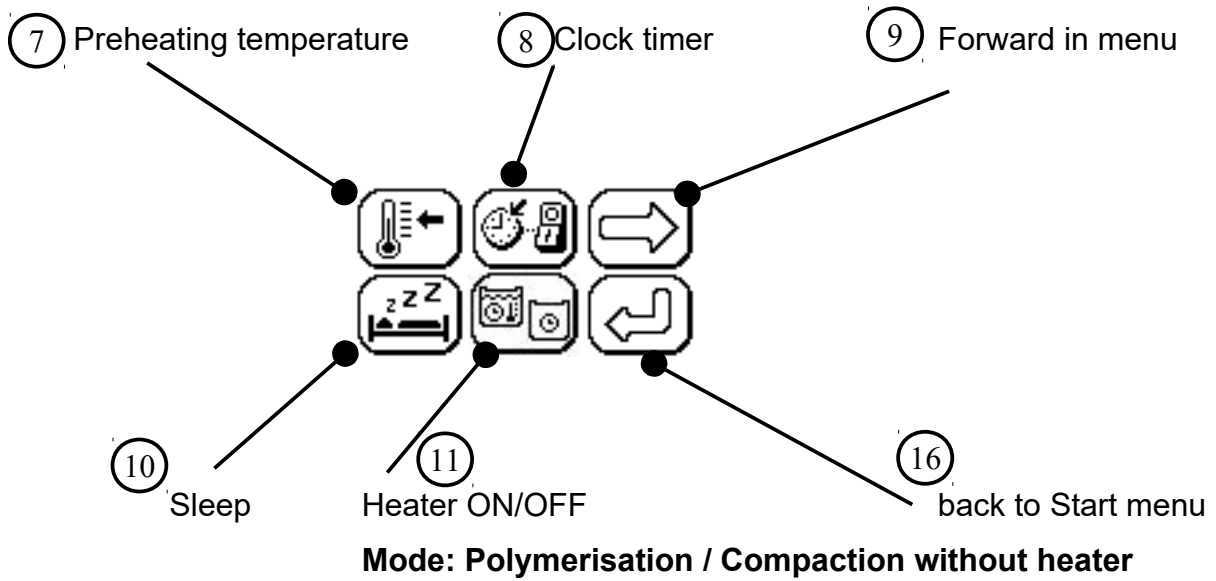 7 Preheating temperature
8 Clock timer
9 Forward in menu
z z Z
10 Sleep
11 Heater ON/OFF
16 back to Start menu
Mode: Polymerisation / Compaction without heater